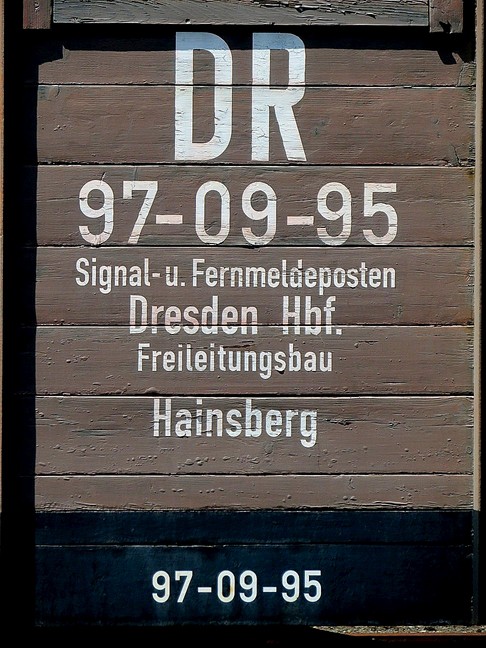 DR
97-09-95
Signal- u. Fernmeldeposten
Dresden Hbf.
Freileitungsbau
Hainsberg
97-09-95